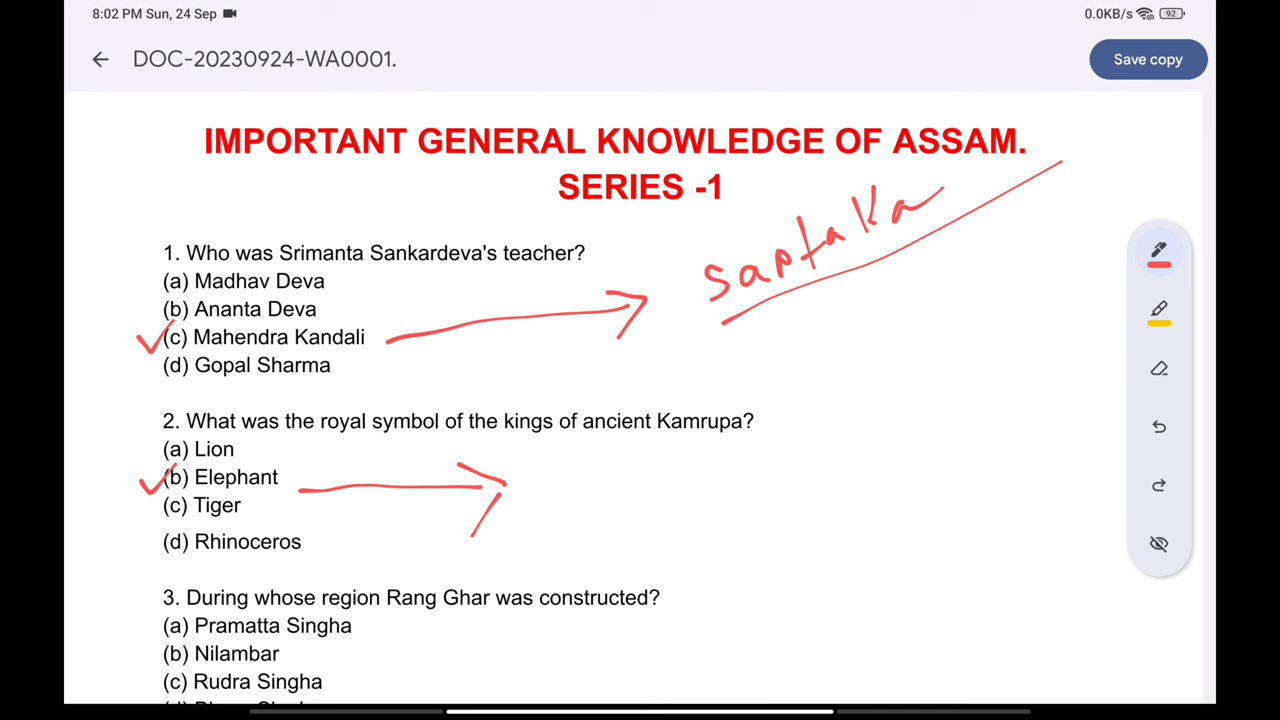 8:02 PM Sun, 24 Sep
0.0KB/s 92
DOC-20230924-WA0001.
Save copy
IMPORTANT GENERAL KNOWLEDGE OF ASSAM.
SERIES -1
1. Who was Srimanta Sankardeva's teacher?
(a) Madhav Deva
(b) Ananta Deva
(c) Mahendra Kandali
(d) Gopal Sharma
saptaKa
2. What was the royal symbol of the kings of ancient Kamrupa?
(a) Lion
(b) Elephant
(c) Tiger
(d) Rhinoceros
3. During whose region Rang Ghar was constructed?
(a) Pramatta Singha
(b) Nilambar
(c) Rudra Singha